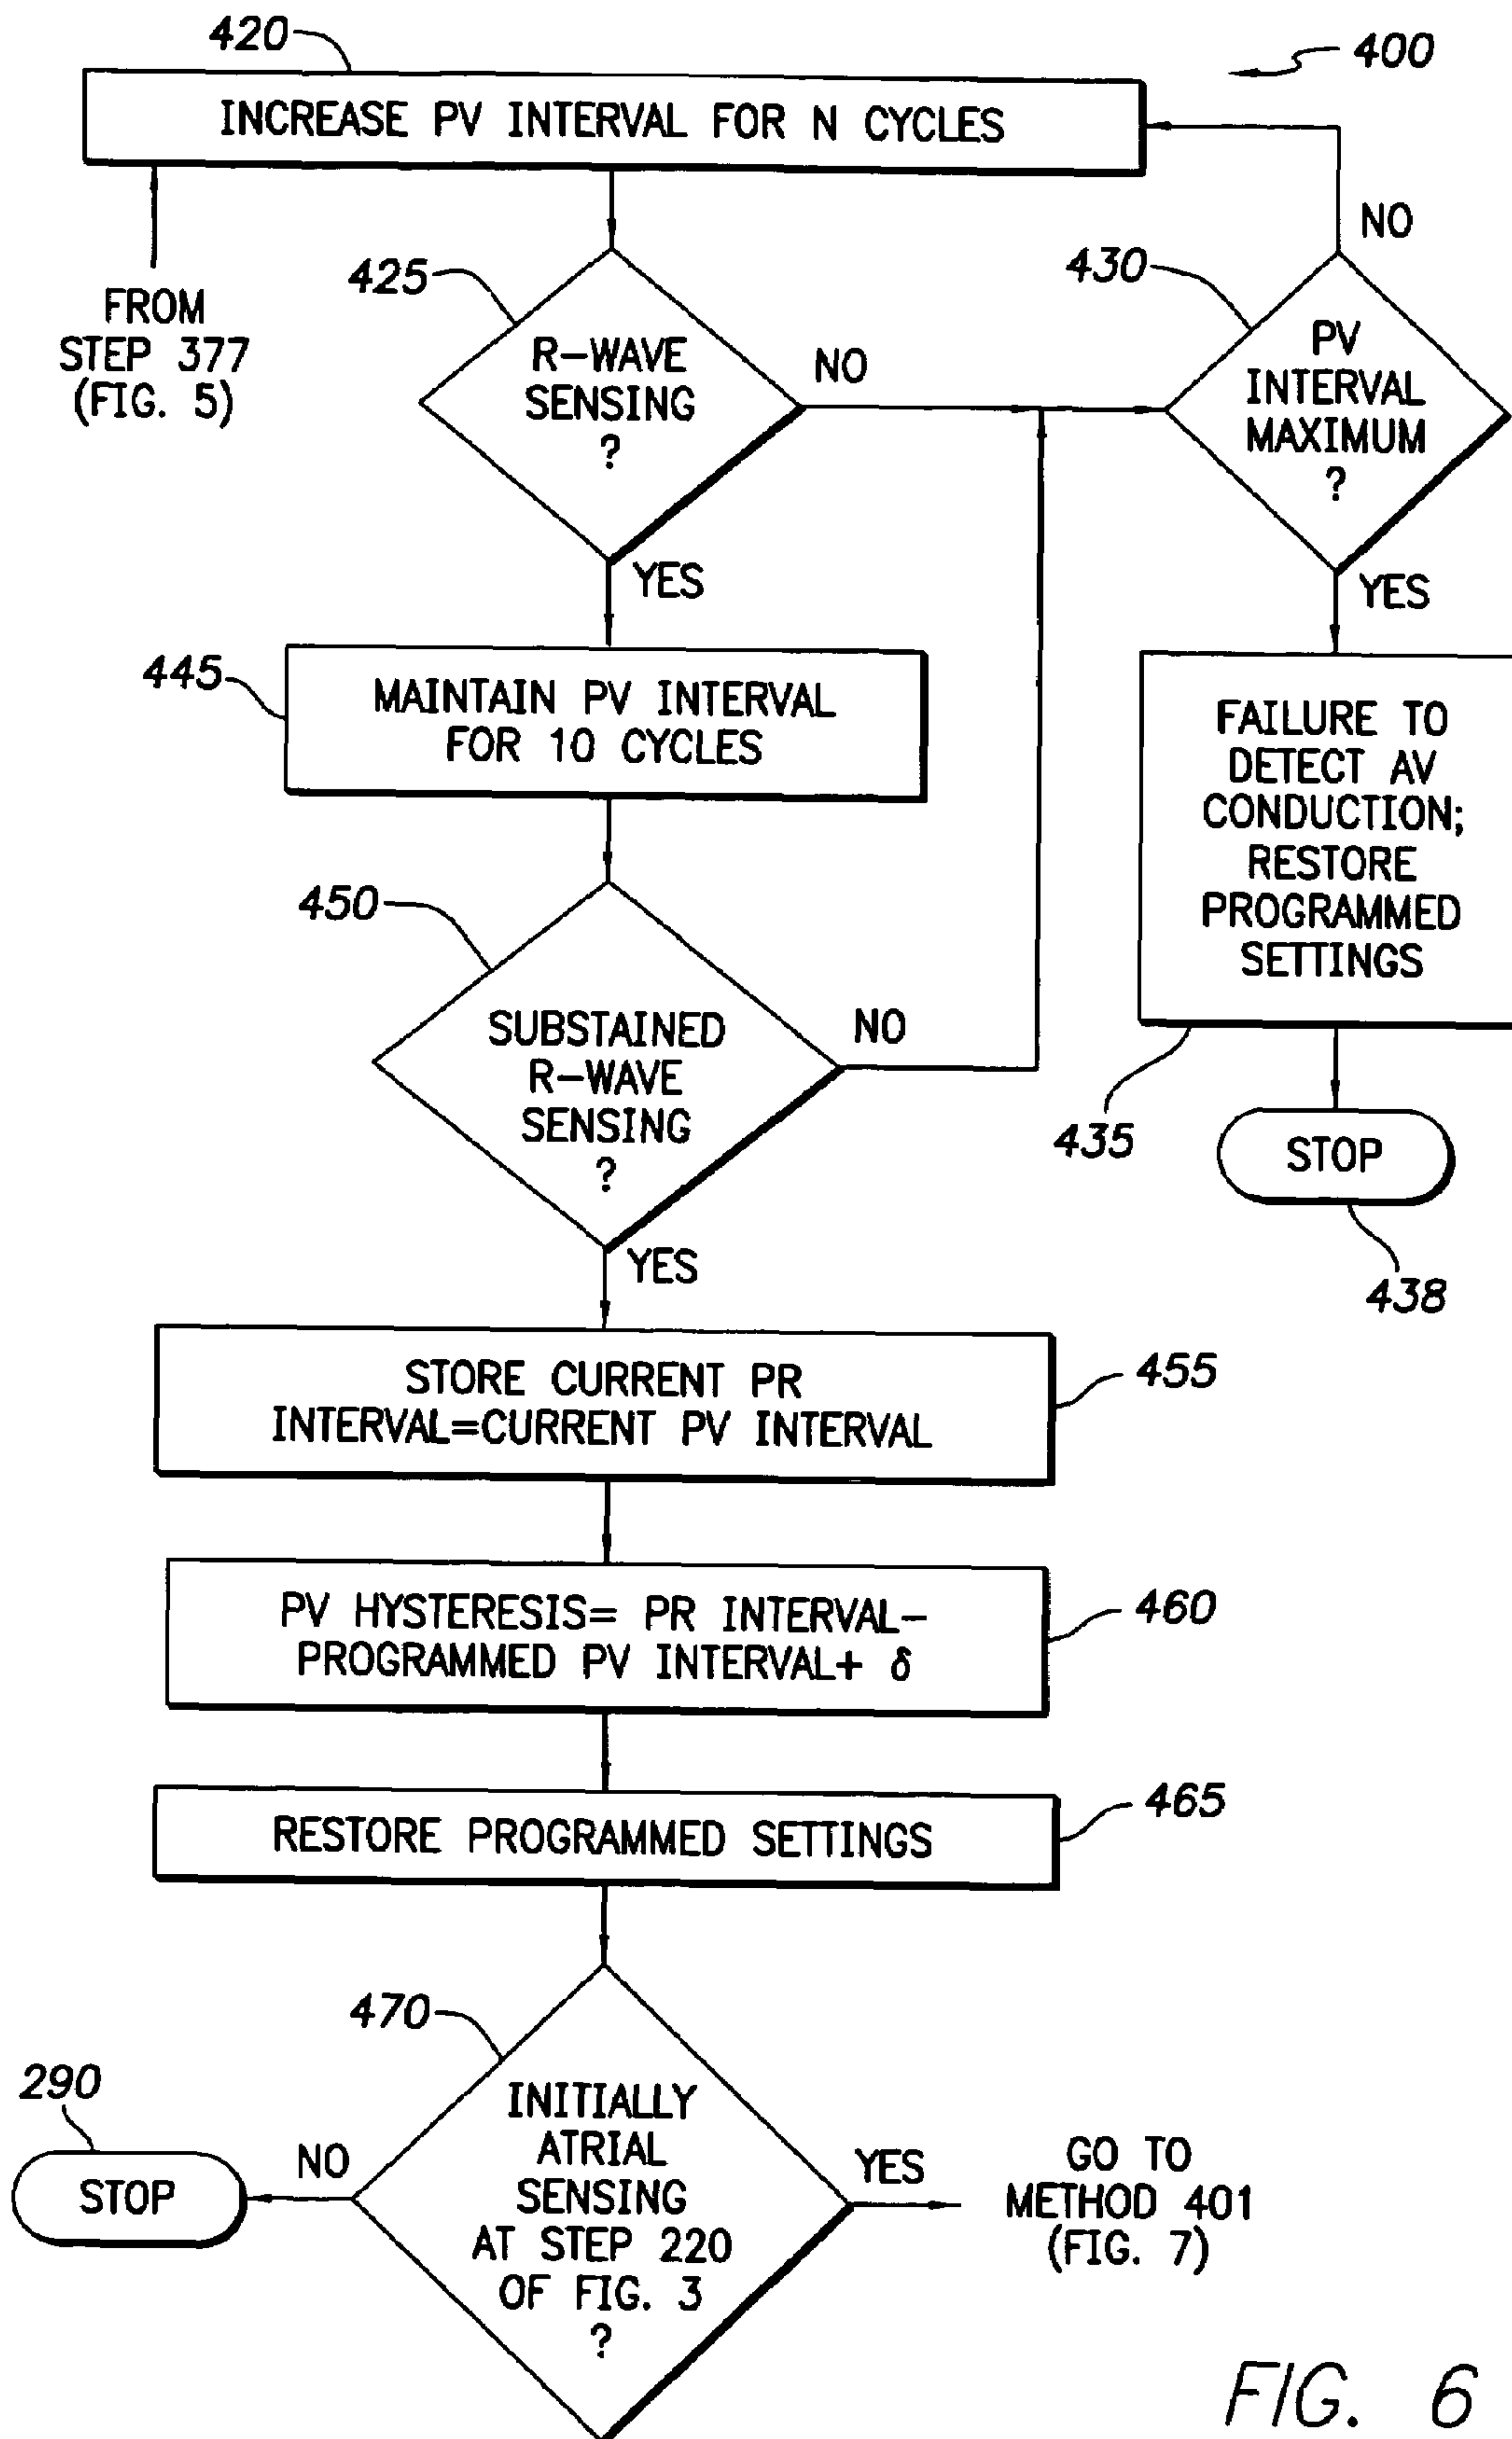 420
400
INCREASE PV INTERVAL FOR N CYCLES
NO
425
430
FROM
STEP 377
(FIG. 5)
R-WAVE
SENSING
?
NO
PV
INTERVAL
MAXIMUM
?
YES
YES
445
MAINTAIN PV INTERVAL
FOR 10 CYCLES
FAILURE TO
DETECT AV
CONDUCTION;
RESTORE
PROGRAMMED
SETTINGS
450
SUBSTAINED
R-WAVE
SENSING
?
NO
435
STOP
438
YES
STORE CURRENT PR
INTERVAL=CURRENT PV INTERVAL
455
PV HYSTERESIS= PR INTERVAL-
PROGRAMMED PV INTERVAL+ δ
460
RESTORE PROGRAMMED SETTINGS
465
470
290
STOP
NO
INITIALLY
ATRIAL
SENSING
AT STEP 220
OF FIG. 3
?
YES
GO TO
METHOD 401
(FIG. 7)
FIG. 6